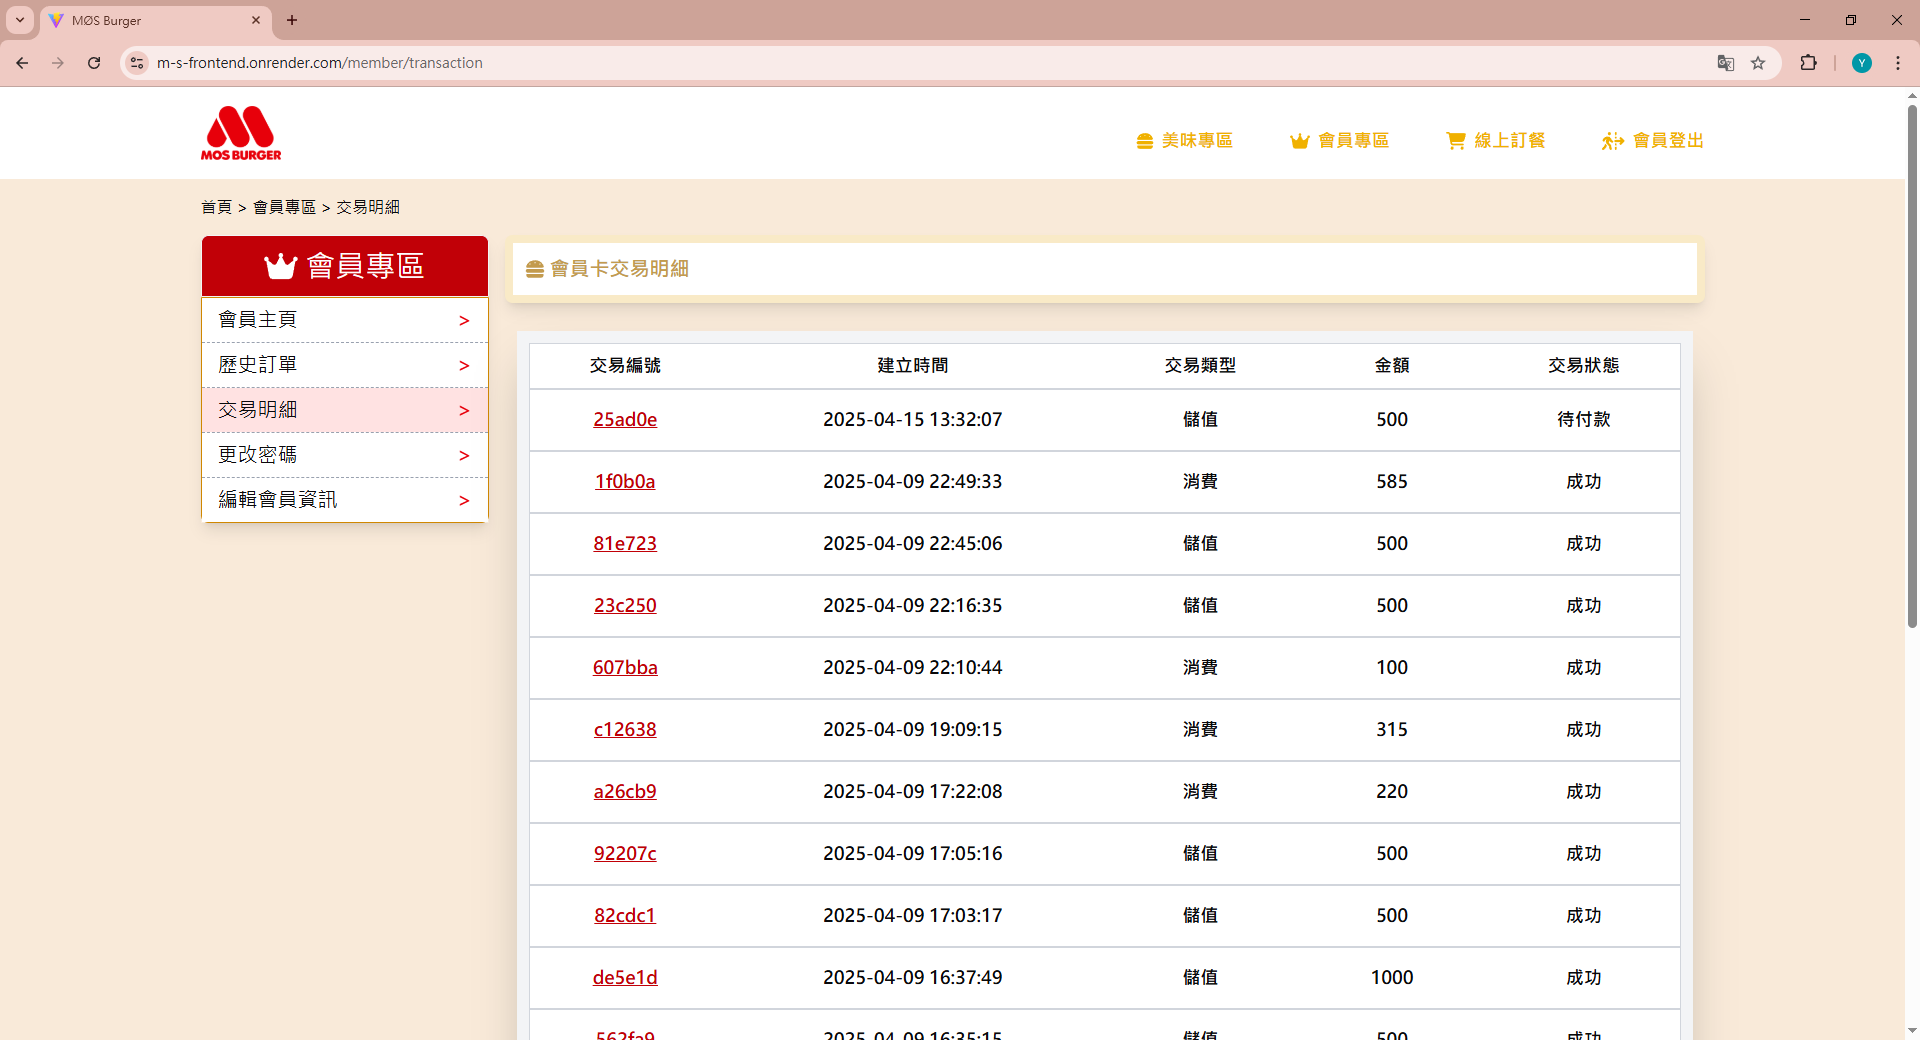 MØS Burger
m-s-frontend.onrender.com/member/transaction
Y
MOS BURGER
美味專區 會員專區 線上訂餐 會員登出
首頁 > 會員專區 > 交易明細
會員專區
會員主頁 >
歷史訂單 >
交易明細 >
更改密碼 >
編輯會員資訊 >
會員卡交易明細
交易編號 建立時間 交易類型 金額 交易狀態
25ad0e 2025-04-15 13:32:07 儲值 500 待付款
1f0b0a 2025-04-09 22:49:33 消費 585 成功
81e723 2025-04-09 22:45:06 儲值 500 成功
23c250 2025-04-09 22:16:35 儲值 500 成功
607bba 2025-04-09 22:10:44 消費 100 成功
c12638 2025-04-09 19:09:15 消費 315 成功
a26cb9 2025-04-09 17:22:08 消費 220 成功
92207c 2025-04-09 17:05:16 儲值 500 成功
82cdc1 2025-04-09 17:03:17 儲值 500 成功
de5e1d 2025-04-09 16:37:49 儲值 1000 成功
562fa9 2025-04-09 16:35:15 儲值 500 成功